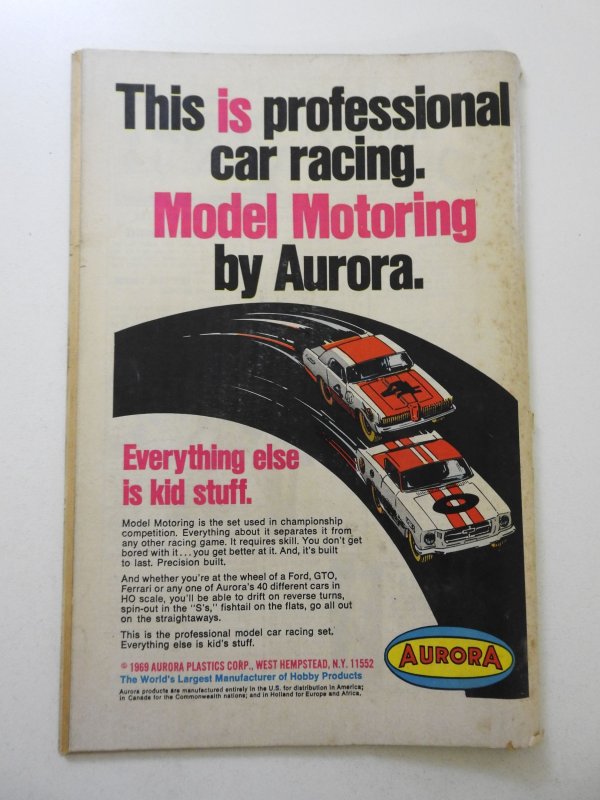 This is professional
car racing.
Model Motoring
by Aurora.
Everything else
is kid stuff.
Model Motoring is the set used in championship
competition. Everything about it separates it from
any other racing game. It requires skill. You don't get
bored with it...you get better at it. And, it's built
to last. Precision built.
And whether you're at the wheel of a Ford, GTO,
Ferrari or any one of Aurora's 40 different cars in
HO scale, you'll be able to drift on reverse turns,
spin-out in the "S's," fishtail on the flats, go all out
on the straightaways.
This is the professional model car racing set.
Everything else is kid's stuff.
© 1969 AURORA PLASTICS CORP., WEST HEMPSTEAD, N.Y. 11552
The World's Largest Manufacturer of Hobby Products
Aurora products are manufactured entirely in the U.S. for distribution in America;
in Canada for the Commonwealth nations; and in Holland for Europe and Africa.
4
4
0
AURORA